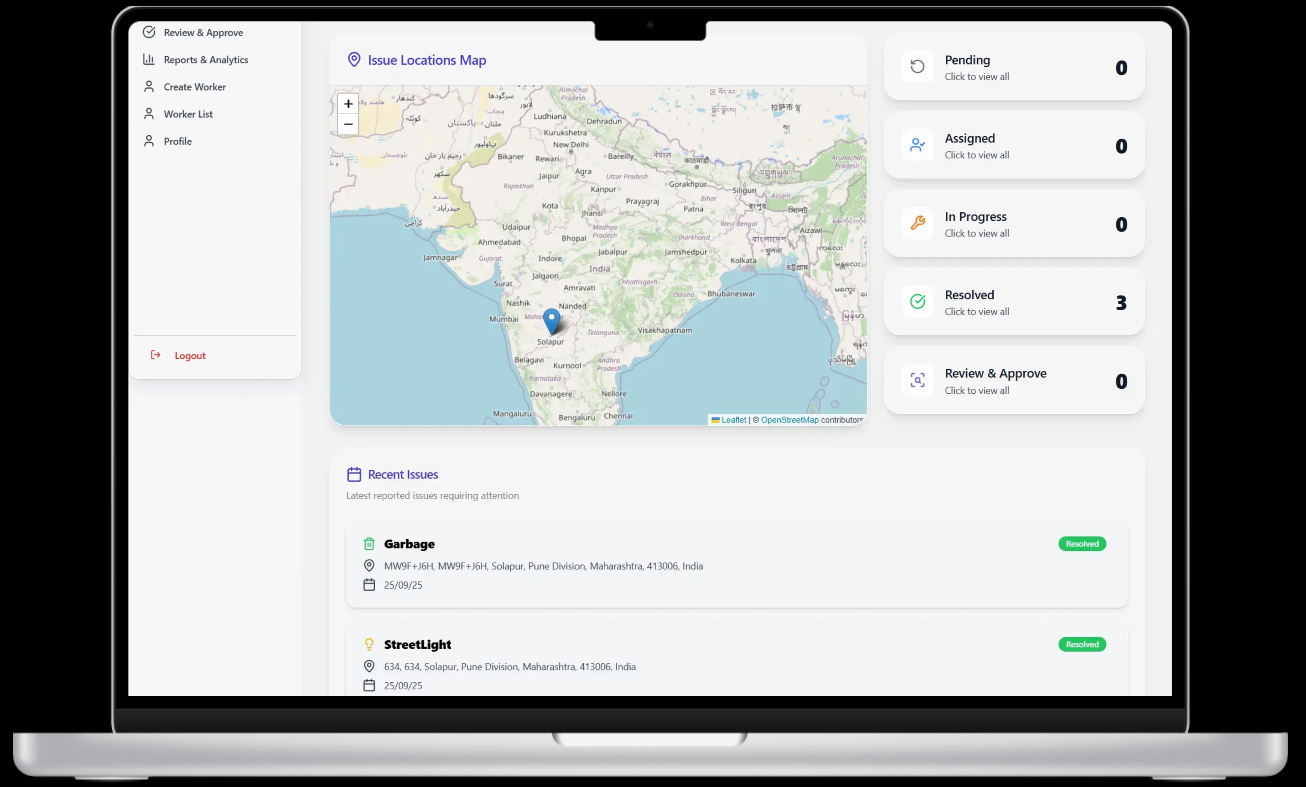 Review & Approve
Reports & Analytics
Create Worker
Worker List
Profile
Logout
Issue Locations Map
+
−
Ludhiana
Dehradun
Kurukshetra
New Delhi
Bikaner
Rewari
Bareilly
नेपाल
Jaipur
Agra
Uttar Pradesh
Rajasthan
Kanpur
Gorakhpur
Siliguri
Assam
Kota
Jhansi
Prayagraj
Patna
Bihar
Udaipur
Madhya Pradesh
Jharkhand
West Bengal
বাংলাদেশ
Aizawl
Ahmedabad
Bhopal
Jabalpur
Jamshedpur
Jamnagar
Gujarat
Indore
India
Kolkata
Surat
Jalgaon
Amravati
Chhattisgarh
Odisha
Bhubaneswar
Nashik
Nanded
Mumbai
Telangana
Visakhapatnam
Solapur
Belagavi
Kurnool
Andhra Pradesh
Karnataka
Davanagere
Nellore
Mangaluru
Bengaluru
Chennai
Leaflet | © OpenStreetMap contributors
Pending
Click to view all
0
Assigned
Click to view all
0
In Progress
Click to view all
0
Resolved
Click to view all
3
Review & Approve
Click to view all
0
Recent Issues
Latest reported issues requiring attention
Garbage
Resolved
MW9F+J6H, MW9F+J6H, Solapur, Pune Division, Maharashtra, 413006, India
25/09/25
StreetLight
Resolved
634, 634, Solapur, Pune Division, Maharashtra, 413006, India
25/09/25